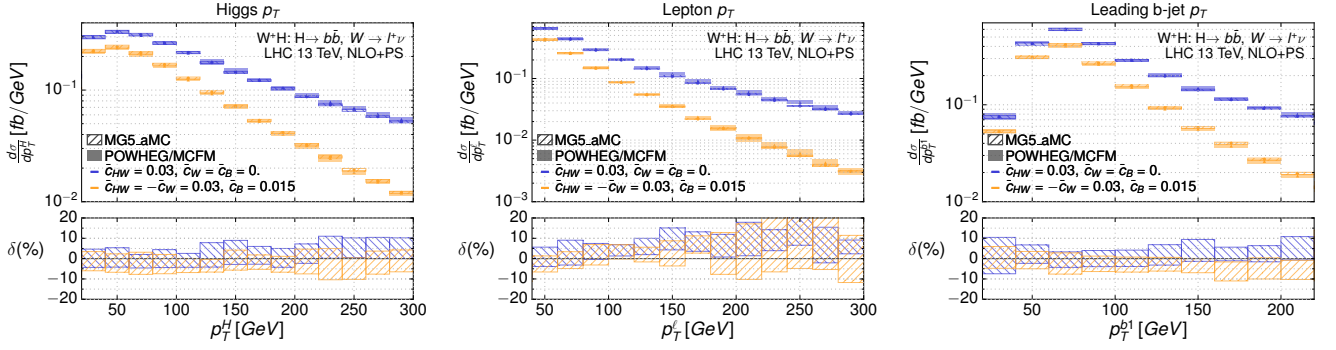 Higgs p_T
W⁺H: H→ bb̄, W → l⁺ν
LHC 13 TeV, NLO+PS
10⁻¹
10⁻²
dσ/dp_T^H [fb/GeV]
MG5_aMC
POWHEG/MCFM
c̄_HW = 0.03, c̄_W = c̄_B = 0.
c̄_HW = −c̄_W = 0.03, c̄_B = 0.015
δ(%)
20
10
0
−10
−20
50 100 150 200 250 300
p_T^H [GeV]
Lepton p_T
W⁺H: H→ bb̄, W → l⁺ν
LHC 13 TeV, NLO+PS
10⁻¹
10⁻²
10⁻³
MG5_aMC
POWHEG/MCFM
c̄_HW = 0.03, c̄_W = c̄_B = 0.
c̄_HW = −c̄_W = 0.03, c̄_B = 0.015
δ(%)
20
10
0
−10
−20
50 100 150 200 250 300
p_T^ℓ [GeV]
Leading b-jet p_T
W⁺H: H→ bb̄, W → l⁺ν
LHC 13 TeV, NLO+PS
10⁻¹
10⁻²
dσ/dp_T^b1 [fb/GeV]
MG5_aMC
POWHEG/MCFM
c̄_HW = 0.03, c̄_W = c̄_B = 0.
c̄_HW = −c̄_W = 0.03, c̄_B = 0.015
δ(%)
20
10
0
−10
−20
50 100 150 200
p_T^b1 [GeV]